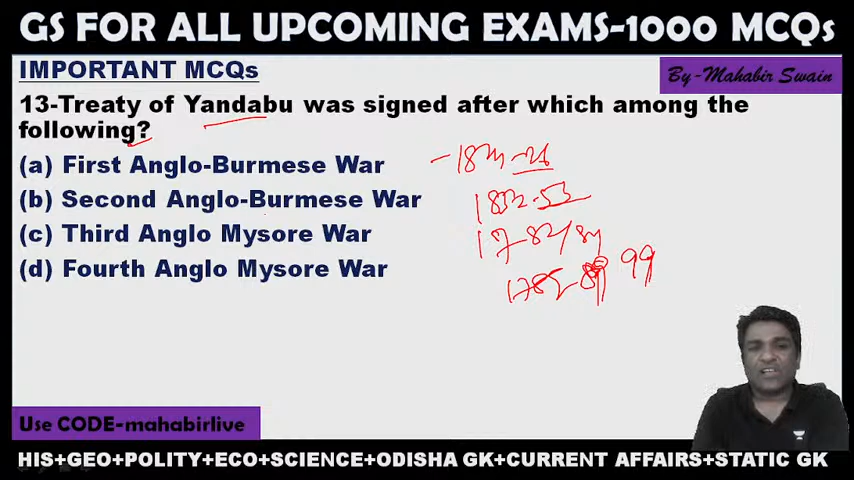 GS FOR ALL UPCOMING EXAMS-1000 MCQs
IMPORTANT MCQs
By-Mahabir Swain
13-Treaty of Yandabu was signed after which among the
following?
(a) First Anglo-Burmese War
(b) Second Anglo-Burmese War
1852-53
(c) Third Anglo Mysore War
(d) Fourth Anglo Mysore War
99
Use CODE-mahabirlive
HIS+GEO+POLITY+ECO+SCIENCE+ODISHA GK+CURRENT AFFAIRS+STATIC GK